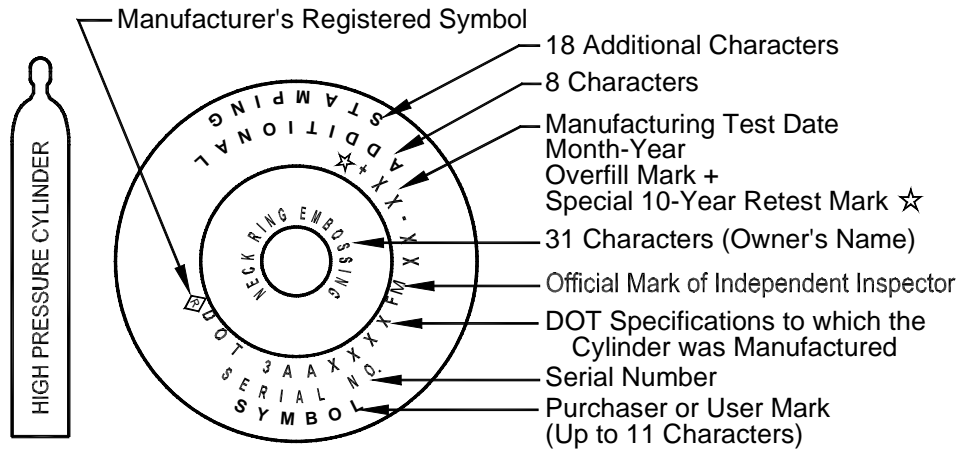 Manufacturer's Registered Symbol
18 Additional Characters
8 Characters
Manufacturing Test Date
Month-Year
Overfill Mark +
Special 10-Year Retest Mark ☆
31 Characters (Owner's Name)
Official Mark of Independent Inspector
DOT Specifications to which the
Cylinder was Manufactured
Serial Number
Purchaser or User Mark
(Up to 11 Characters)
HIGH PRESSURE CYLINDER
STAMPING
ADDITIONAL
☆ + X X - X X FM
NECK RING EMBOSSING
DOT 3AAXXXX
SERIAL NO.
SYMBOL